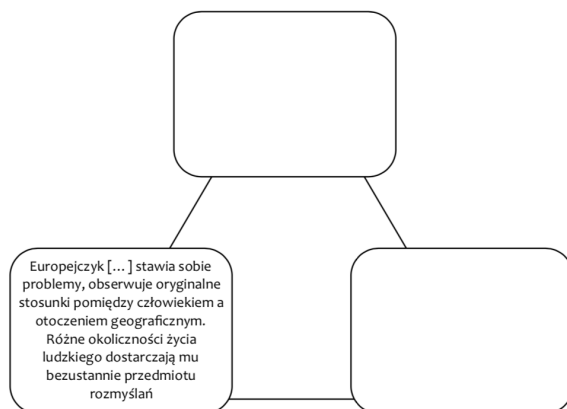 Europejczyk [...] stawia sobie
problemy, obserwuje oryginalne
stosunki pomiędzy człowiekiem a
otoczeniem geograficznym.
Różne okoliczności życia
ludzkiego dostarczają mu
bezustannie przedmiotu
rozmyślań